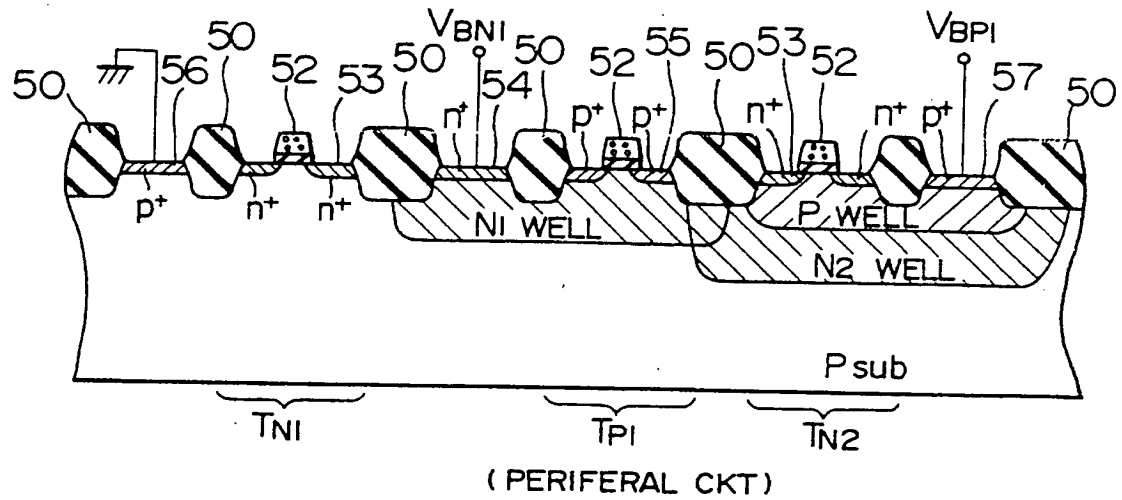 50 56 50 52 53 50 VBN1 54 50 52 55 50 53 52 VBP1 57 50
p+ n+ n+ n+ p+ p+ n+ n+ p+
N1 WELL P WELL
N2 WELL
P sub
TN1 TP1 TN2
(PERIFERAL CKT)